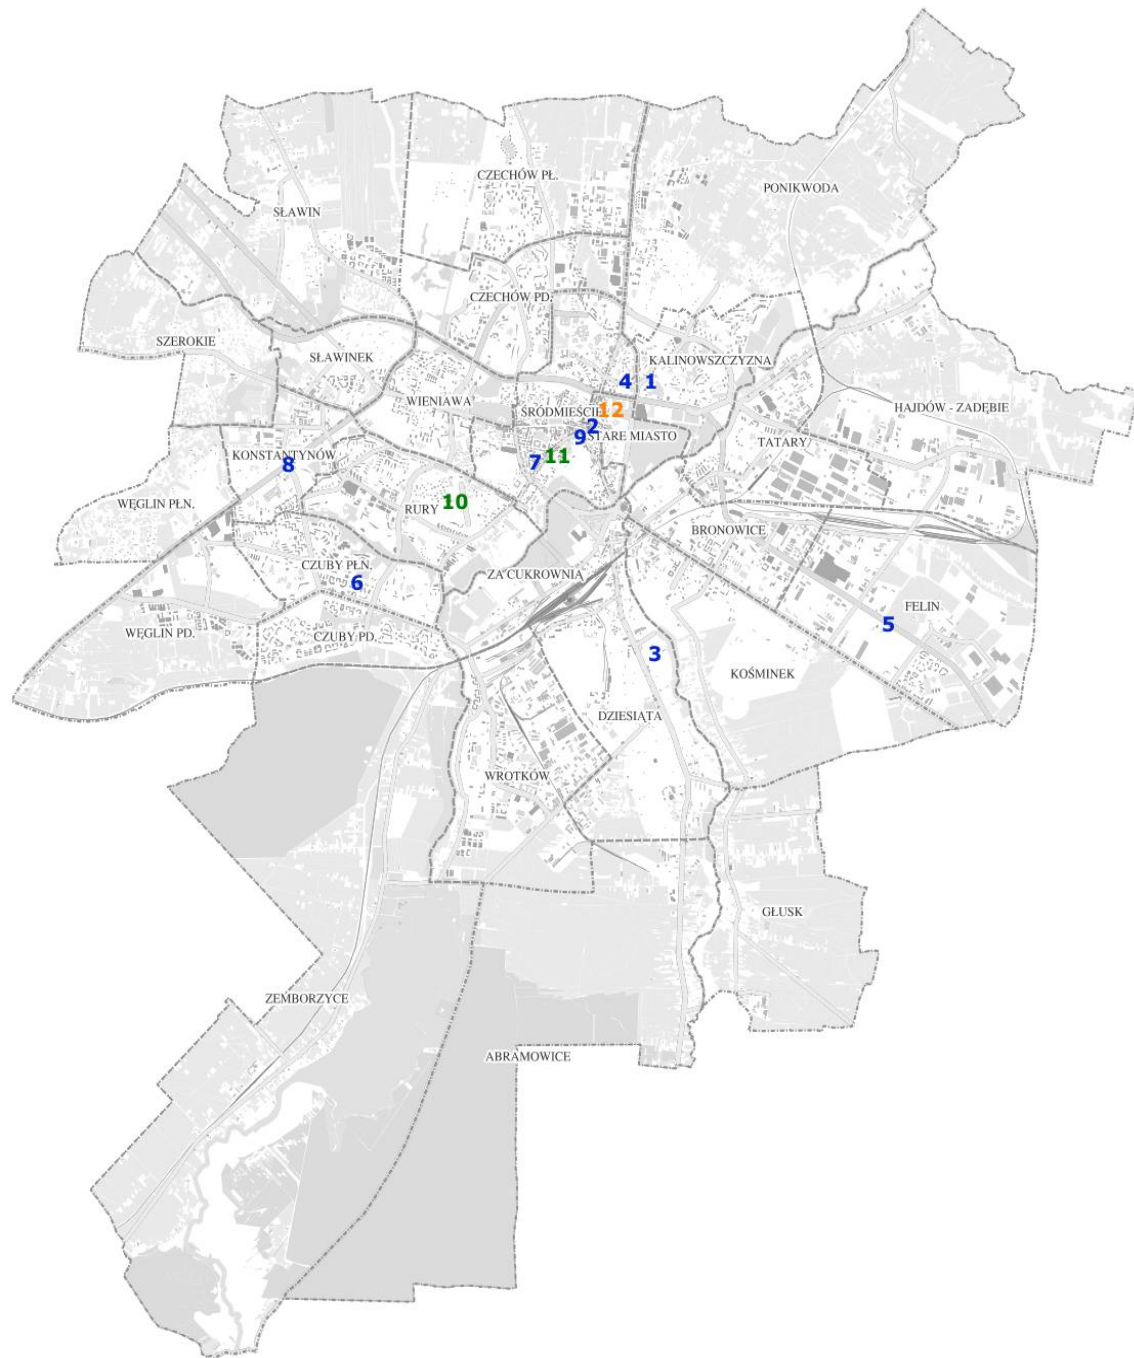 CZECHÓW PŁ.
PONIKWODA
SŁAWIN
CZECHÓW PD.
SZEROKIE
SŁAWINEK
KALINOWSZCZYZNA
4 1
WIENIAWA
ŚRÓDMIEŚCIE 12
HAJDÓW - ZADĘBIE
2
9 STARE MIASTO
TATARY
KONSTANTYNÓW
8
7 11
WĘGLIN PŁN.
RURY 10
BRONOWICE
CZUBY PŁN.
6
ZA CUKROWNIĄ
FELIN
5
WĘGLIN PD.
CZUBY PD.
3
KOŚMINEK
DZIESIĄTA
WROTKÓW
GŁUSK
ZEMBORZYCE
ABRAMOWICE